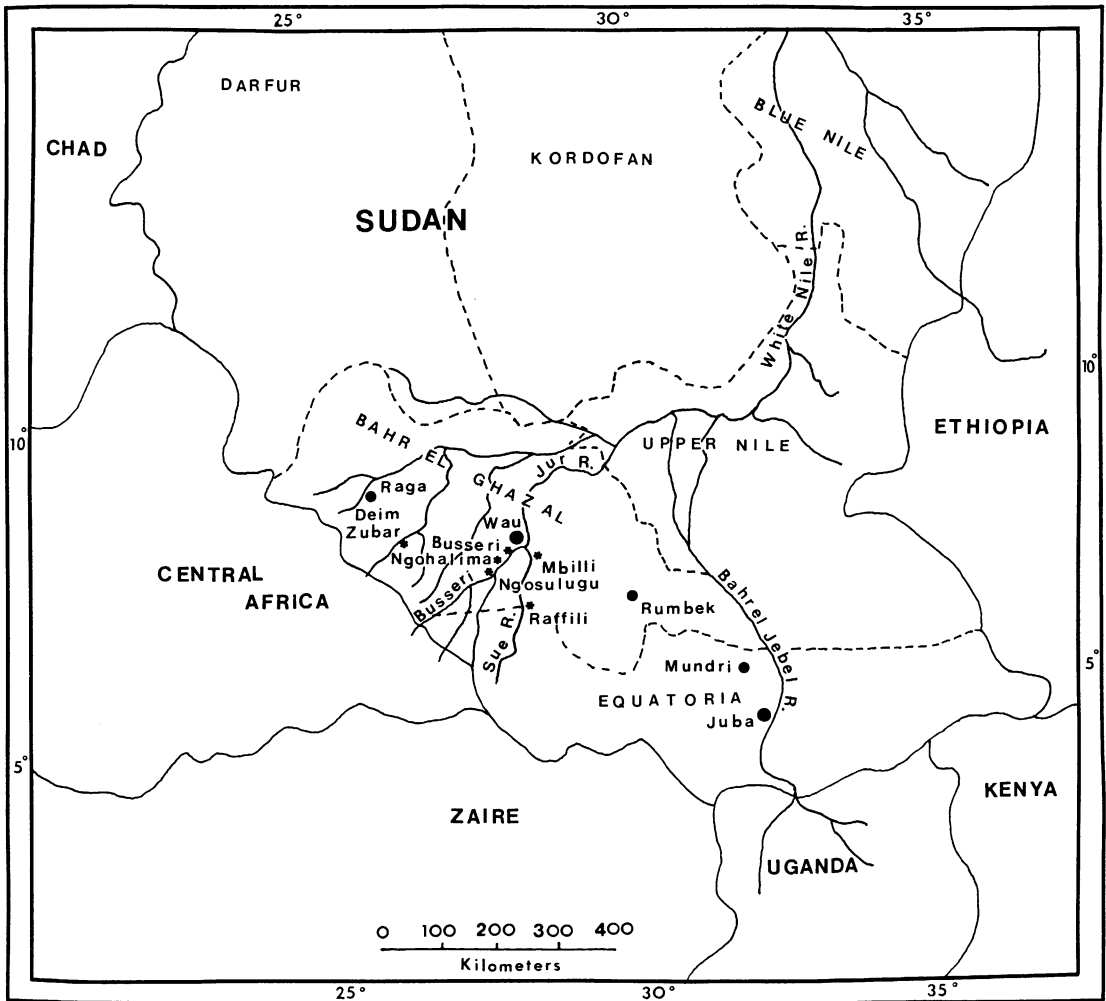 25° 30° 35°
DARFUR
BLUE NILE
CHAD
KORDOFAN
SUDAN
White Nile R.
10°
ETHIOPIA
10°
BAHR EL GHAZAL
UPPER NILE
Jur R.
Raga
Deim
Zubar
Wau
Busseri
Ngohalima
Mbilli
Ngosulugu
Busseri
CENTRAL
AFRICA
Bahrel Jebel R.
Rumbek
Raffili
Sue R.
Mundri
5°
EQUATORIA
Juba
5°
KENYA
ZAIRE
UGANDA
0 100 200 300 400
Kilometers
25° 30° 35°